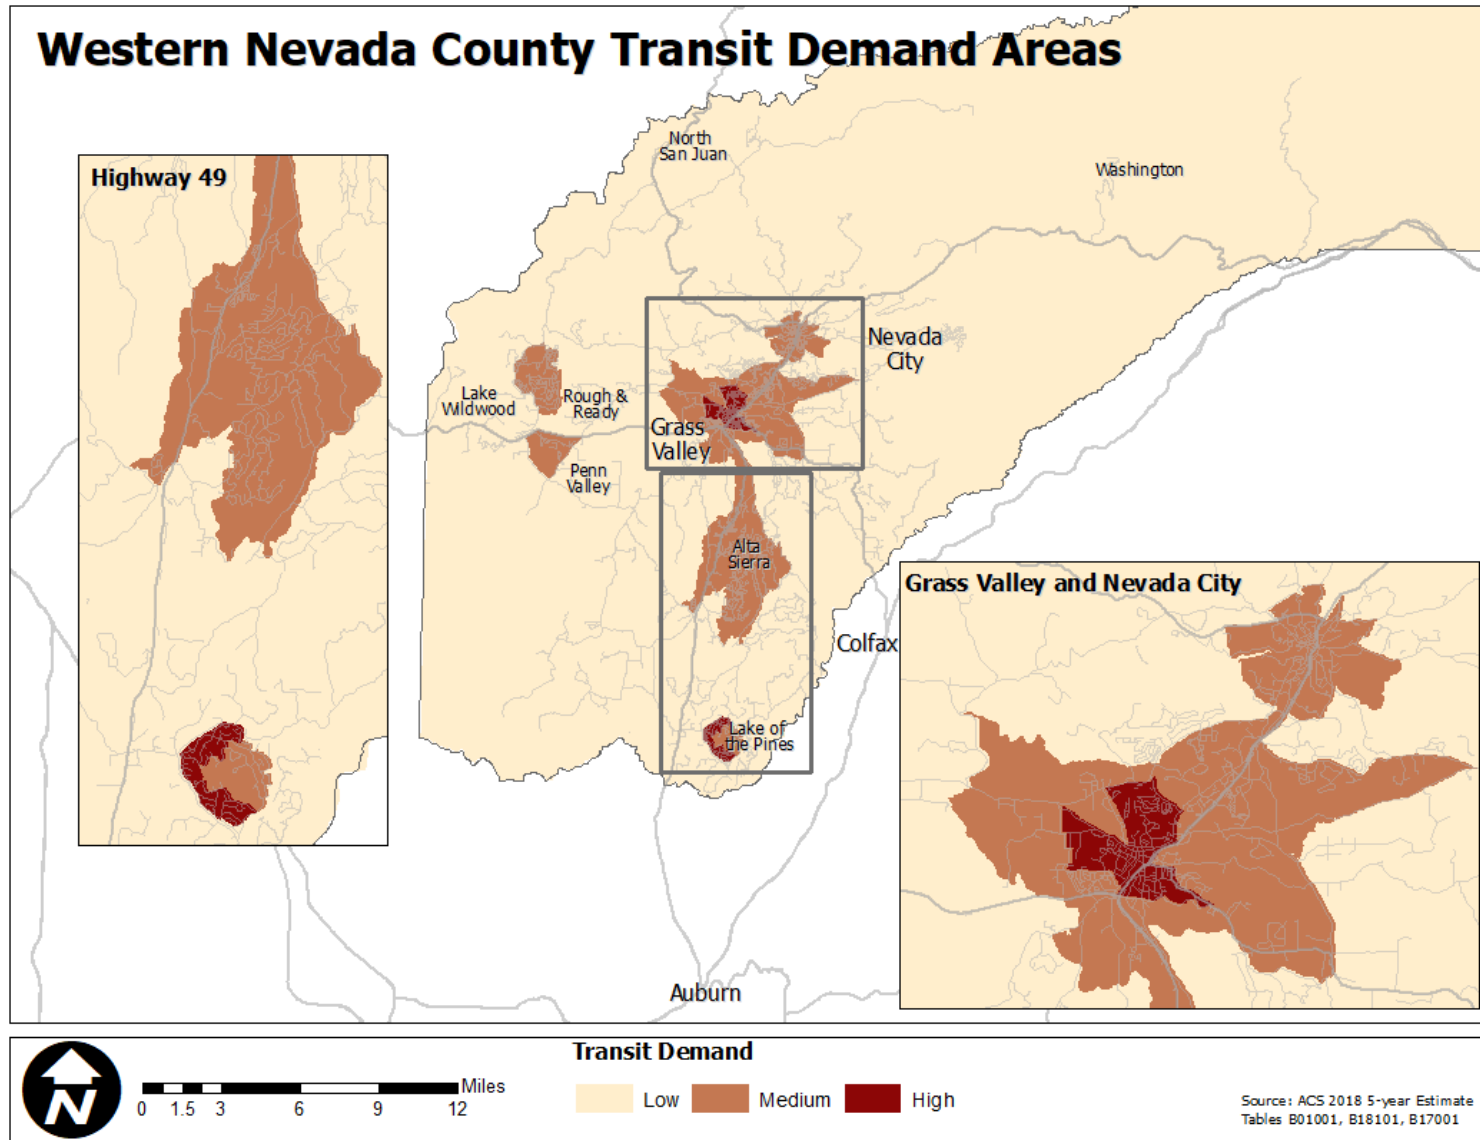 Western Nevada County Transit Demand Areas
North
San Juan
Washington
Highway 49
Nevada
City
Lake
Wildwood
Rough &
Ready
Grass
Valley
Penn
Valley
Alta
Sierra
Grass Valley and Nevada City
Colfax
Lake of
the Pines
Auburn
Transit Demand
N
Miles
0 1.5 3 6 9 12
Low Medium High
Source: ACS 2018 5-year Estimate
Tables B01001, B18101, B17001